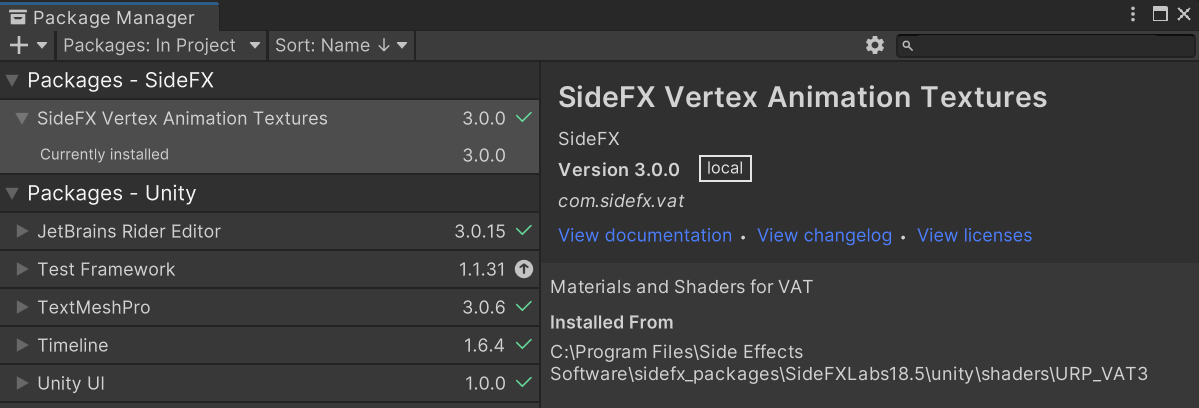 Package Manager
Packages: In Project Sort: Name ↓
Packages - SideFX
SideFX Vertex Animation Textures 3.0.0
Currently installed 3.0.0
Packages - Unity
JetBrains Rider Editor 3.0.15
Test Framework 1.1.31
TextMeshPro 3.0.6
Timeline 1.6.4
Unity UI 1.0.0
SideFX Vertex Animation Textures
SideFX
Version 3.0.0 local
com.sidefx.vat
View documentation • View changelog • View licenses
Materials and Shaders for VAT
Installed From
C:\Program Files\Side Effects
Software\sidefx_packages\SideFXLabs18.5\unity\shaders\URP_VAT3